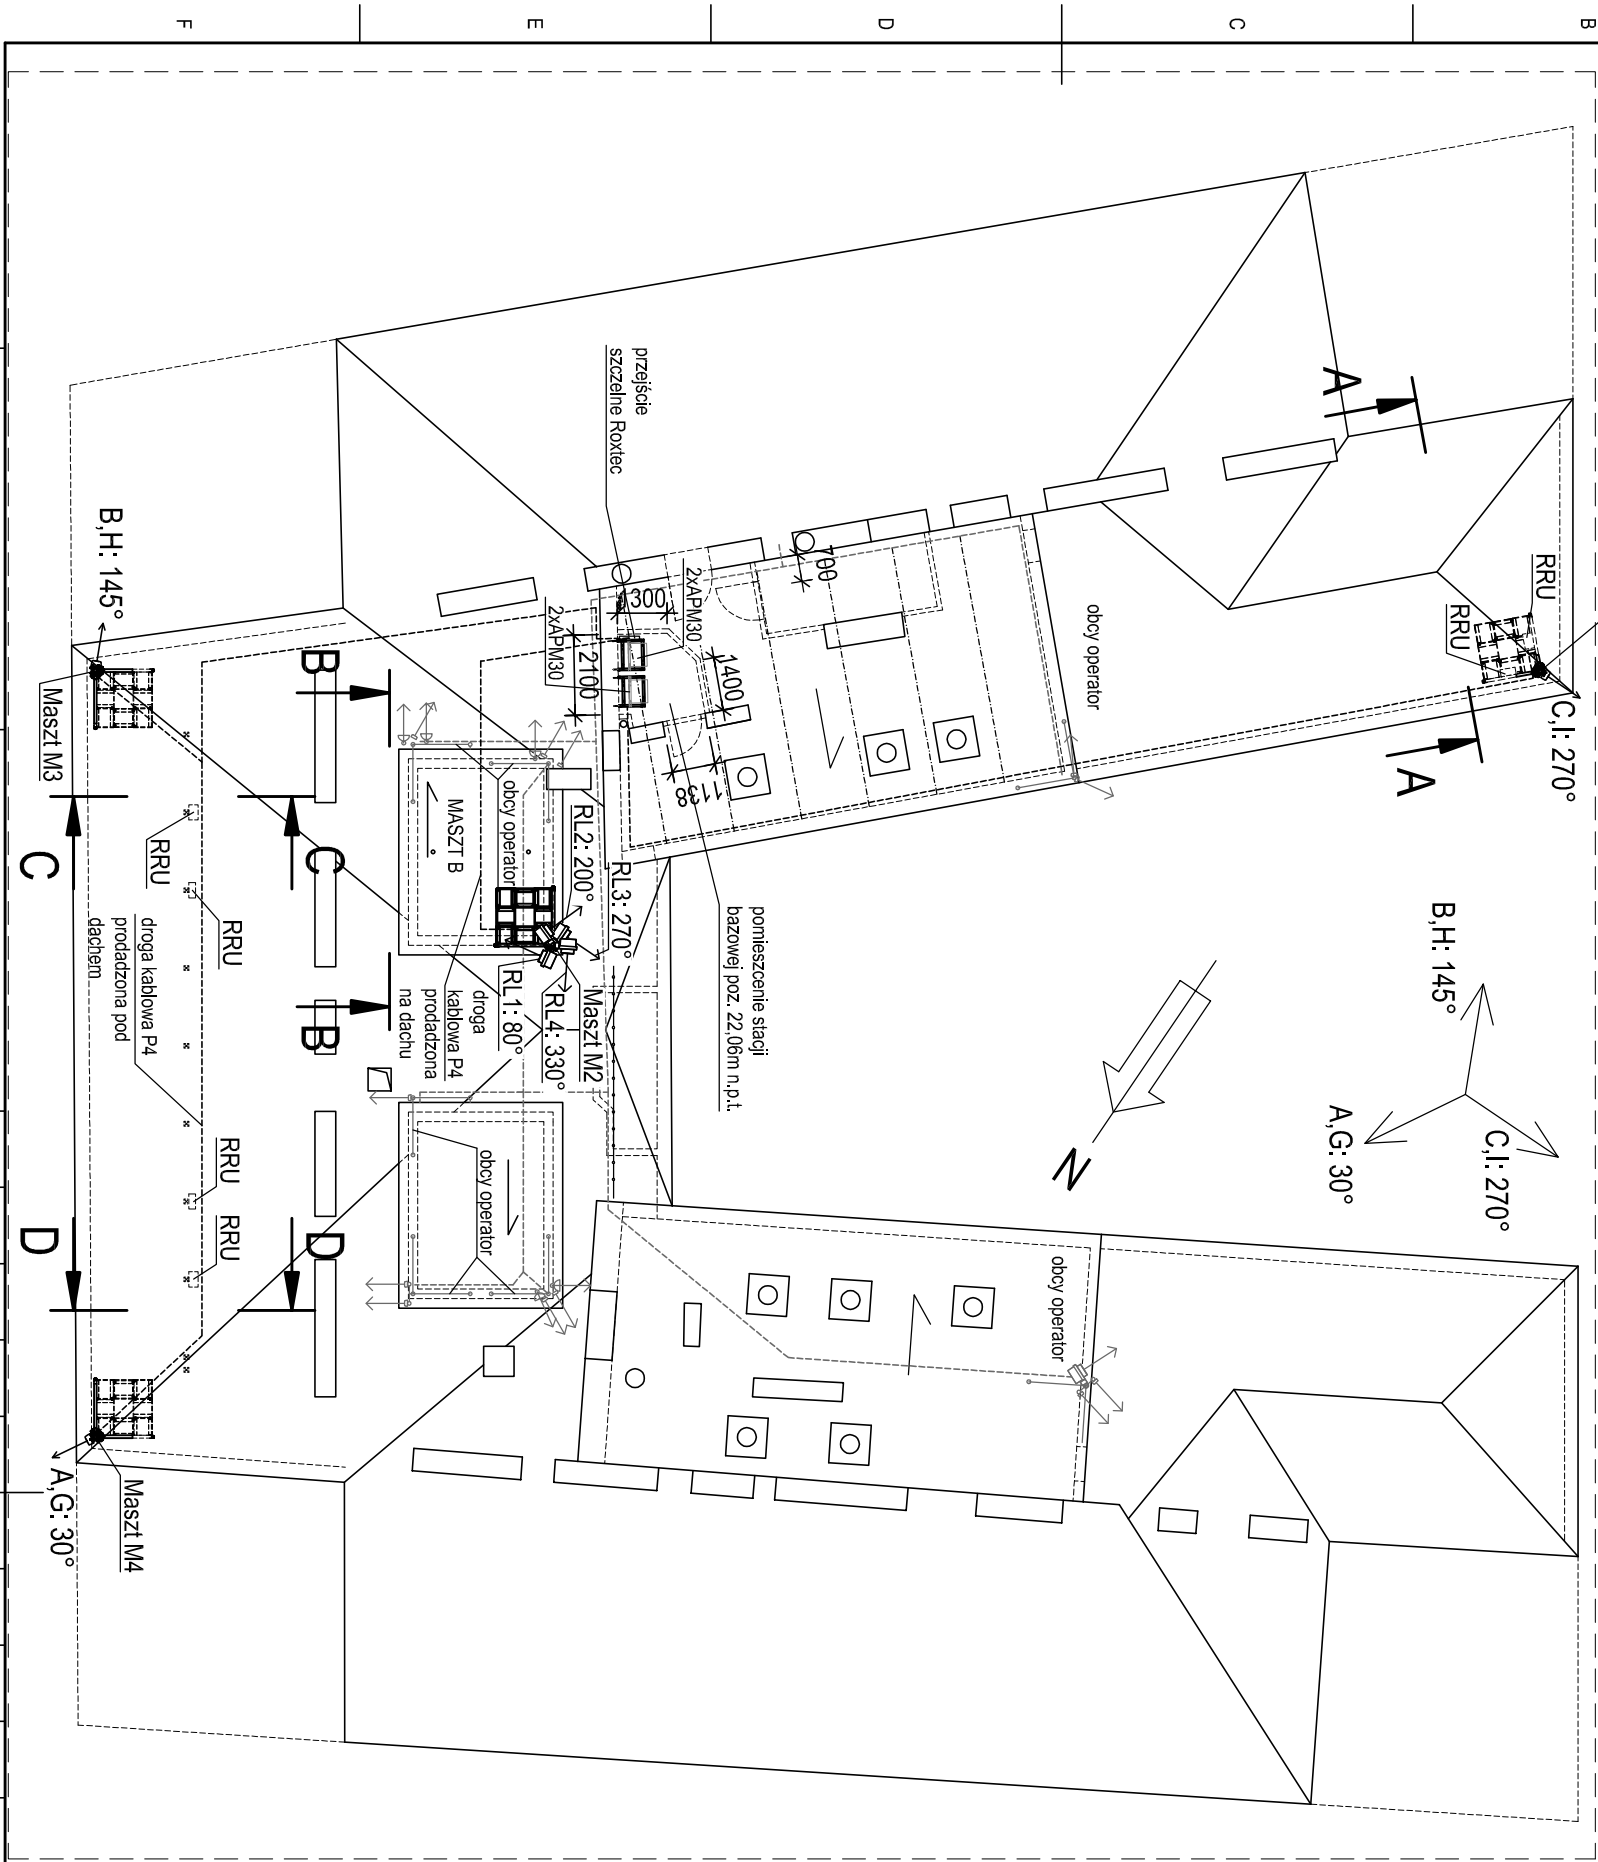 F
E
D
C
B
A
A
RRU
RRU
C,I: 270°
obcy operator
700
przejście
szczelne Roxtec
2xAPM30
2xAPM30
300
2100
1400
1138
B,H: 145°
Maszt M3
B
B
C
C
RRU
RRU
droga kablowa P4
prodadzona pod
dachem
MASZT B
obcy operator
RL2: 200°
RL3: 270°
RL1: 80°
RL4: 330°
Maszt M2
droga
kablowa P4
prodadzona
na dachu
pomieszcenie stacji
bazowej poz. 22,06m n.p.t.
B,H: 145°
A,G: 30°
C,I: 270°
N
obcy operator
obcy operator
RRU
RRU
D
D
A,G: 30°
Maszt M4